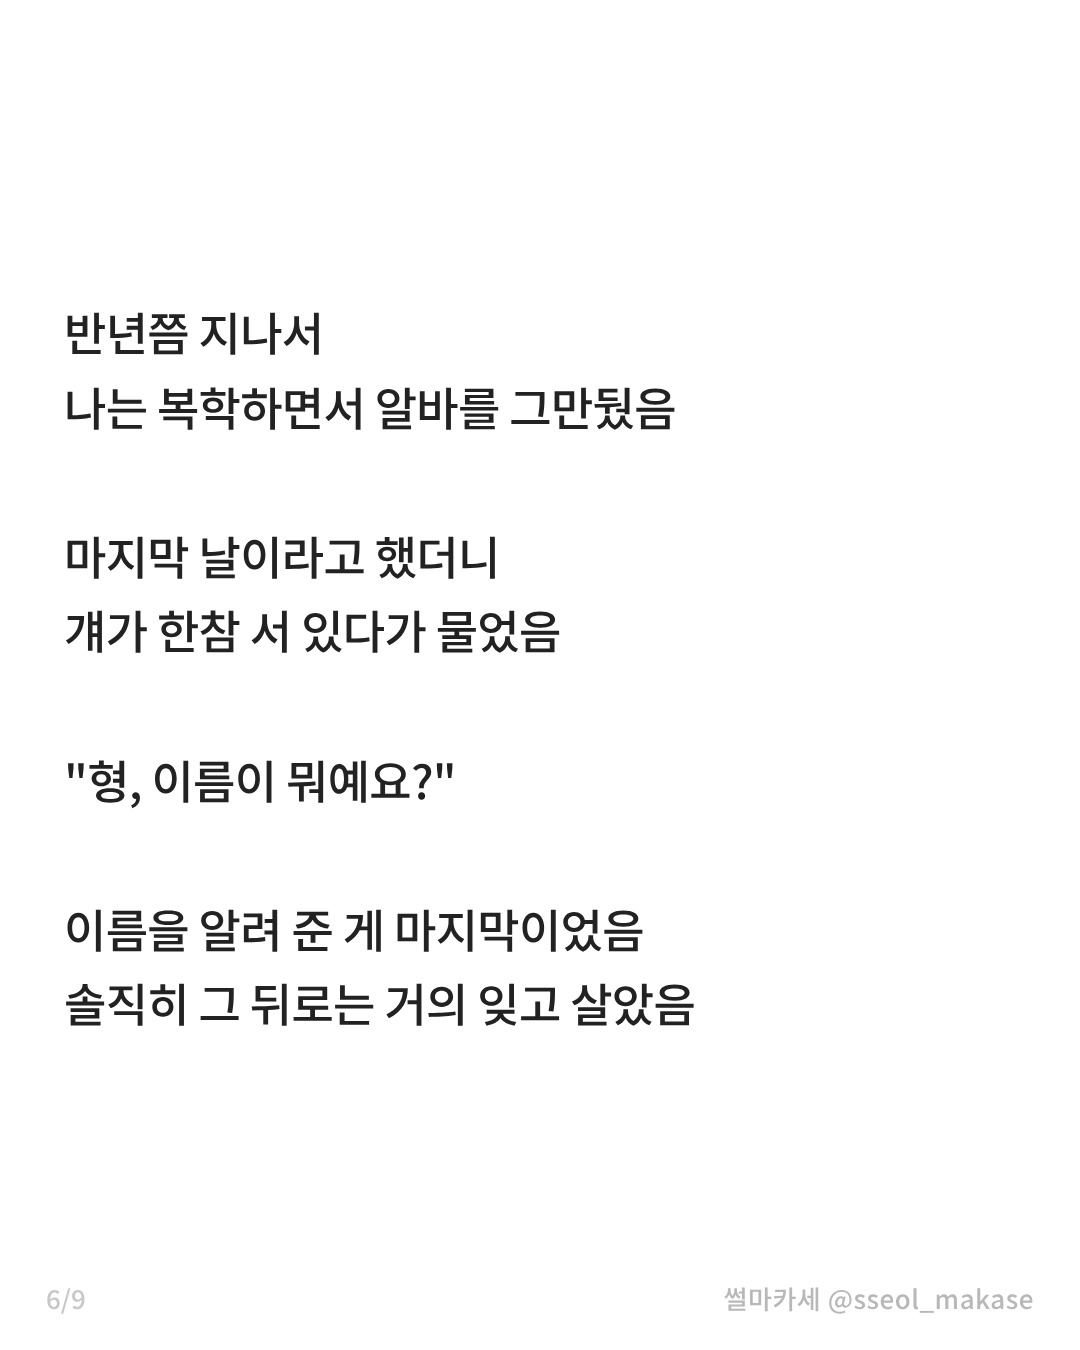 반년쯤 지나서
나는 복학하면서 알바를 그만뒀음
마지막 날이라고 했더니
걔가 한참 서 있다가 물었음
"형, 이름이 뭐예요?"
이름을 알려 준 게 마지막이었음
솔직히 그 뒤로는 거의 잊고 살았음
6/9
썰마카세 @sseol_makase